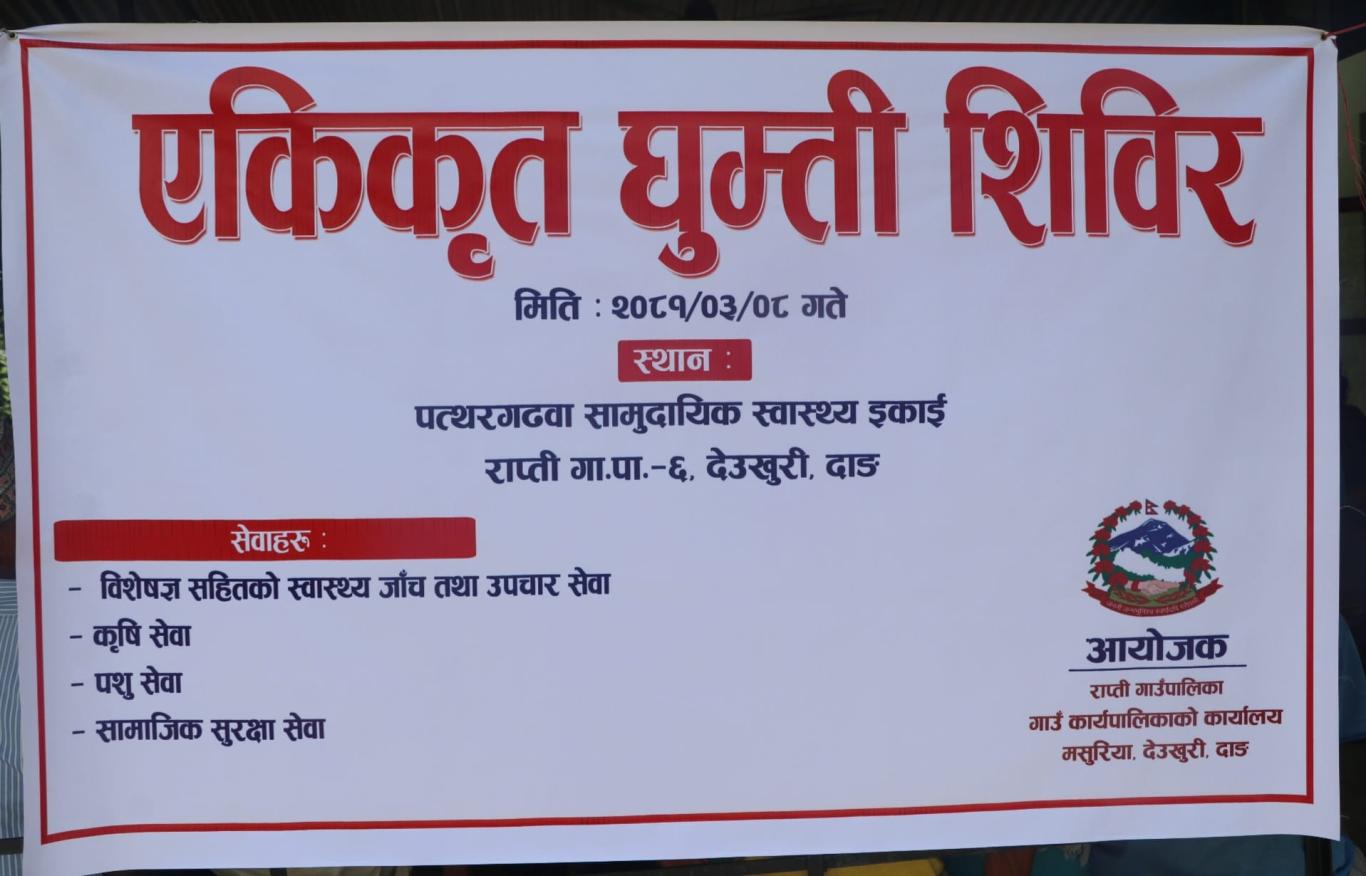 एकिकृत घुम्ती शिविर
मिति : २०८१/०३/०८ गते
स्थान :
पत्थरगढवा सामुदायिक स्वास्थ्य इकाई
राप्ती गा.पा.-६, देउखुरी, दाङ
सेवाहरू :
- विशेषज्ञ सहितको स्वास्थ्य जाँच तथा उपचार सेवा
- कृषि सेवा
- पशु सेवा
- सामाजिक सुरक्षा सेवा
आयोजक
राप्ती गाउँपालिका
गाउँ कार्यपालिकाको कार्यालय
मसुरिया, देउखुरी, दाङ